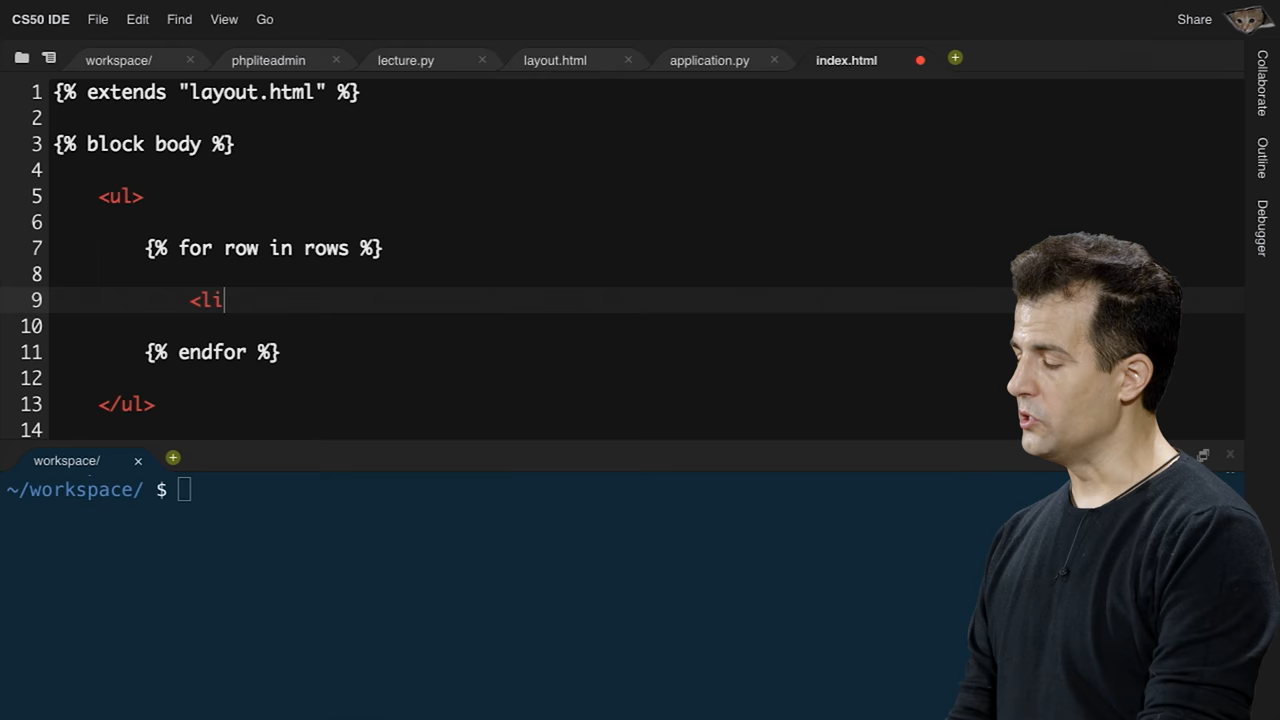 CS50 IDE File Edit Find View Go Share
workspace/ phpliteadmin lecture.py layout.html application.py index.html
1 {% extends "layout.html" %}
2
3 {% block body %}
4
5 <ul>
6
7 {% for row in rows %}
8
9 <li
10
11 {% endfor %}
12
13 </ul>
14
workspace/
~/workspace/ $
Collaborate
Outline
Debugger